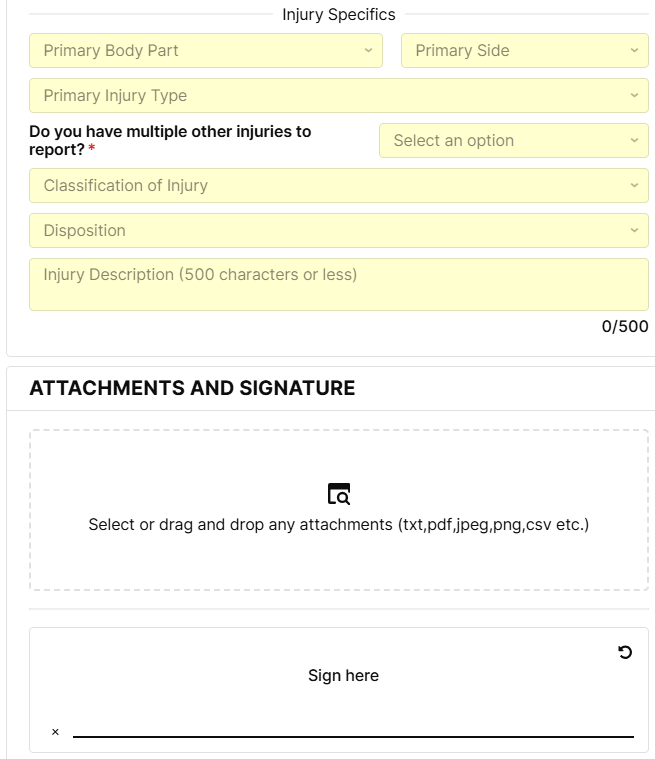 Injury Specifics
Primary Body Part
Primary Side
Primary Injury Type
Do you have multiple other injuries to
report? *
Select an option
Classification of Injury
Disposition
Injury Description (500 characters or less)
0/500
ATTACHMENTS AND SIGNATURE
Select or drag and drop any attachments (txt,pdf,jpeg,png,csv etc.)
Sign here
×